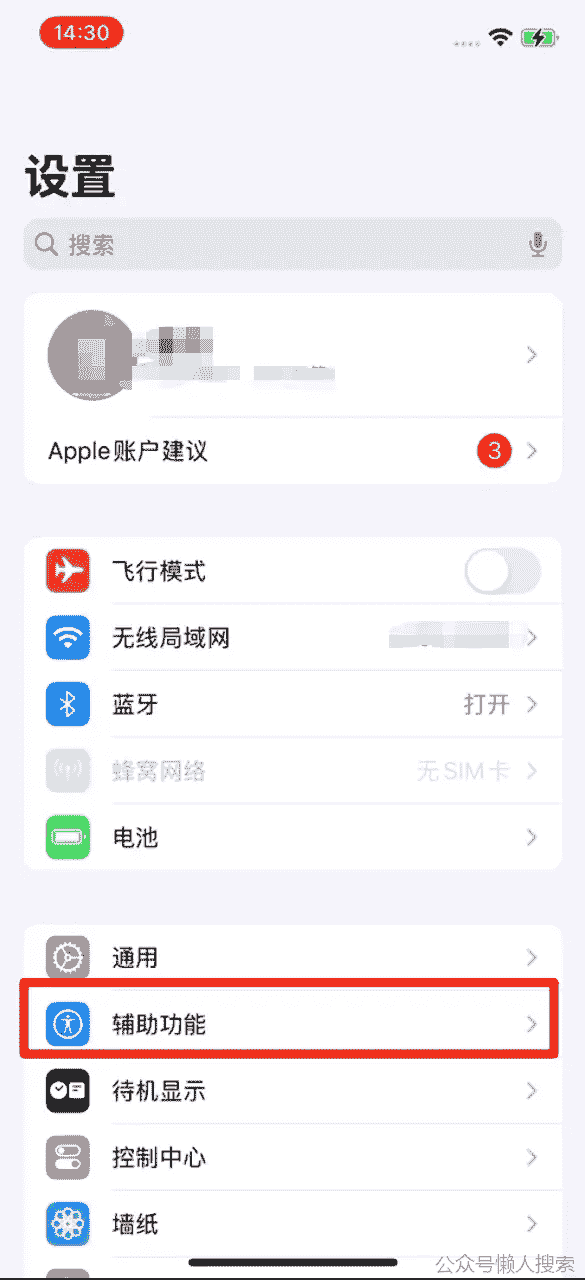 14:30
设置
搜索
Apple账户建议 3
飞行模式
无线局域网
蓝牙 打开
蜂窝网络 无SIM卡
电池
通用
辅助功能
待机显示
控制中心
墙纸
公众号懒人搜索